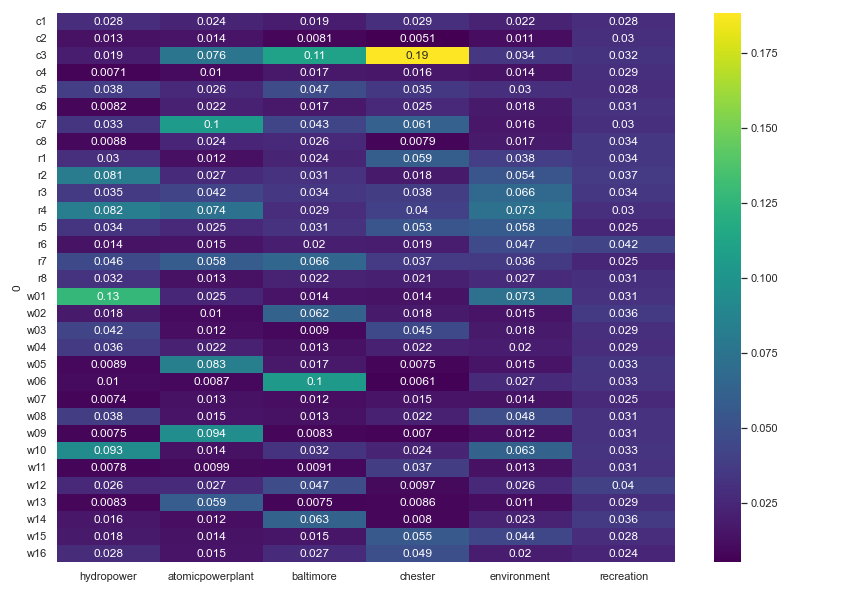 c1 0.028 0.024 0.019 0.029 0.022 0.028
c2 0.013 0.014 0.0081 0.0051 0.011 0.03
c3 0.019 0.076 0.11 0.19 0.034 0.032
c4 0.0071 0.01 0.017 0.016 0.014 0.029
c5 0.038 0.026 0.047 0.035 0.03 0.028
c6 0.0082 0.022 0.017 0.025 0.018 0.031
c7 0.033 0.1 0.043 0.061 0.016 0.03
c8 0.0088 0.024 0.026 0.0079 0.017 0.034
r1 0.03 0.012 0.024 0.059 0.038 0.034
r2 0.081 0.027 0.031 0.018 0.054 0.037
r3 0.035 0.042 0.034 0.038 0.066 0.034
r4 0.082 0.074 0.029 0.04 0.073 0.03
r5 0.034 0.025 0.031 0.053 0.058 0.025
r6 0.014 0.015 0.02 0.019 0.047 0.042
r7 0.046 0.058 0.066 0.037 0.036 0.025
r8 0.032 0.013 0.022 0.021 0.027 0.031
0
w01 0.13 0.025 0.014 0.014 0.073 0.031
w02 0.018 0.01 0.062 0.018 0.015 0.036
w03 0.042 0.012 0.009 0.045 0.018 0.029
w04 0.036 0.022 0.013 0.022 0.02 0.029
w05 0.0089 0.083 0.017 0.0075 0.015 0.033
w06 0.01 0.0087 0.1 0.0061 0.027 0.033
w07 0.0074 0.013 0.012 0.015 0.014 0.025
w08 0.038 0.015 0.013 0.022 0.048 0.031
w09 0.0075 0.094 0.0083 0.007 0.012 0.031
w10 0.093 0.014 0.032 0.024 0.063 0.033
w11 0.0078 0.0099 0.0091 0.037 0.013 0.031
w12 0.026 0.027 0.047 0.0097 0.026 0.04
w13 0.0083 0.059 0.0075 0.0086 0.011 0.029
w14 0.016 0.012 0.063 0.008 0.023 0.036
w15 0.018 0.014 0.015 0.055 0.044 0.028
w16 0.028 0.015 0.027 0.049 0.02 0.024
hydropower atomicpowerplant baltimore chester environment recreation
0.175
0.150
0.125
0.100
0.075
0.050
0.025